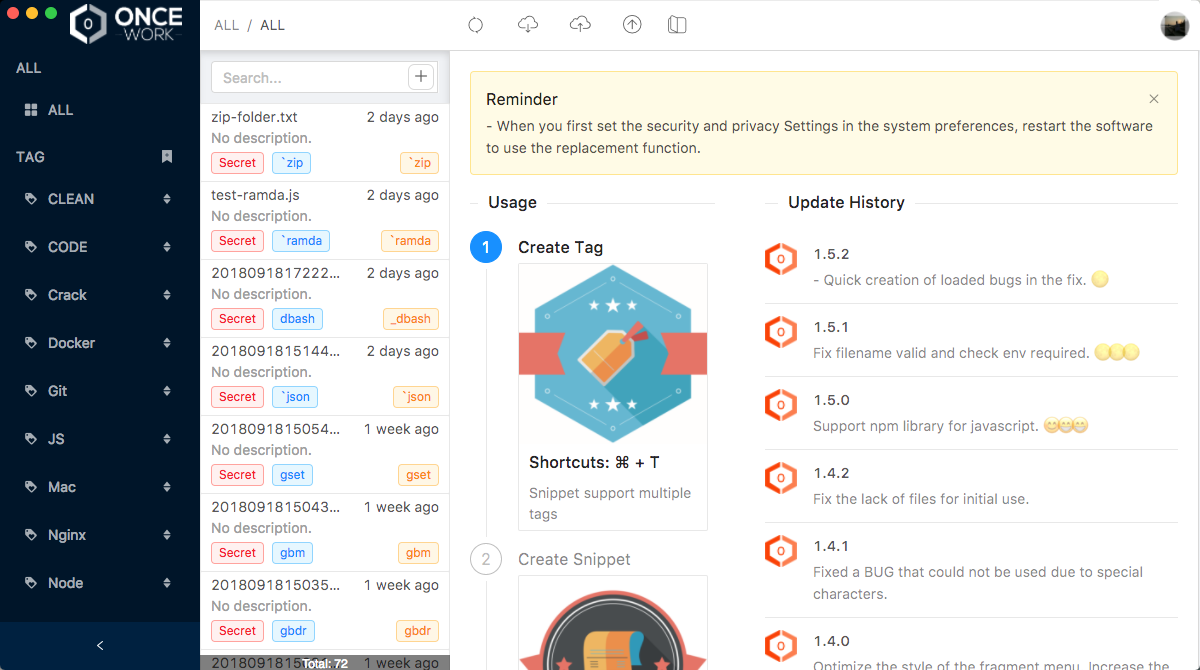 ONCE
WORK
ALL
ALL
TAG
CLEAN
CODE
Crack
Docker
Git
JS
Mac
Nginx
Node
<
ALL / ALL
Search...
+
zip-folder.txt 2 days ago
No description.
Secret `zip `zip
test-ramda.js 2 days ago
No description.
Secret `ramda `ramda
2018091817222... 2 days ago
No description.
Secret dbash _dbash
2018091815144... 2 days ago
No description.
Secret `json `json
2018091815054... 1 week ago
No description.
Secret gset gset
2018091815043... 1 week ago
No description.
Secret gbm gbm
2018091815035... 1 week ago
No description.
Secret gbdr gbdr
1 week ago
Total: 72
Reminder
- When you first set the security and privacy Settings in the system preferences, restart the software
to use the replacement function.
Usage
1 Create Tag
Shortcuts: ⌘ + T
Snippet support multiple
tags
2 Create Snippet
Update History
1.5.2
- Quick creation of loaded bugs in the fix.
1.5.1
Fix filename valid and check env required.
1.5.0
Support npm library for javascript. 
1.4.2
Fix the lack of files for initial use.
1.4.1
Fixed a BUG that could not be used due to special
characters.
1.4.0
Optimize the style of the fragment menu. Increase the